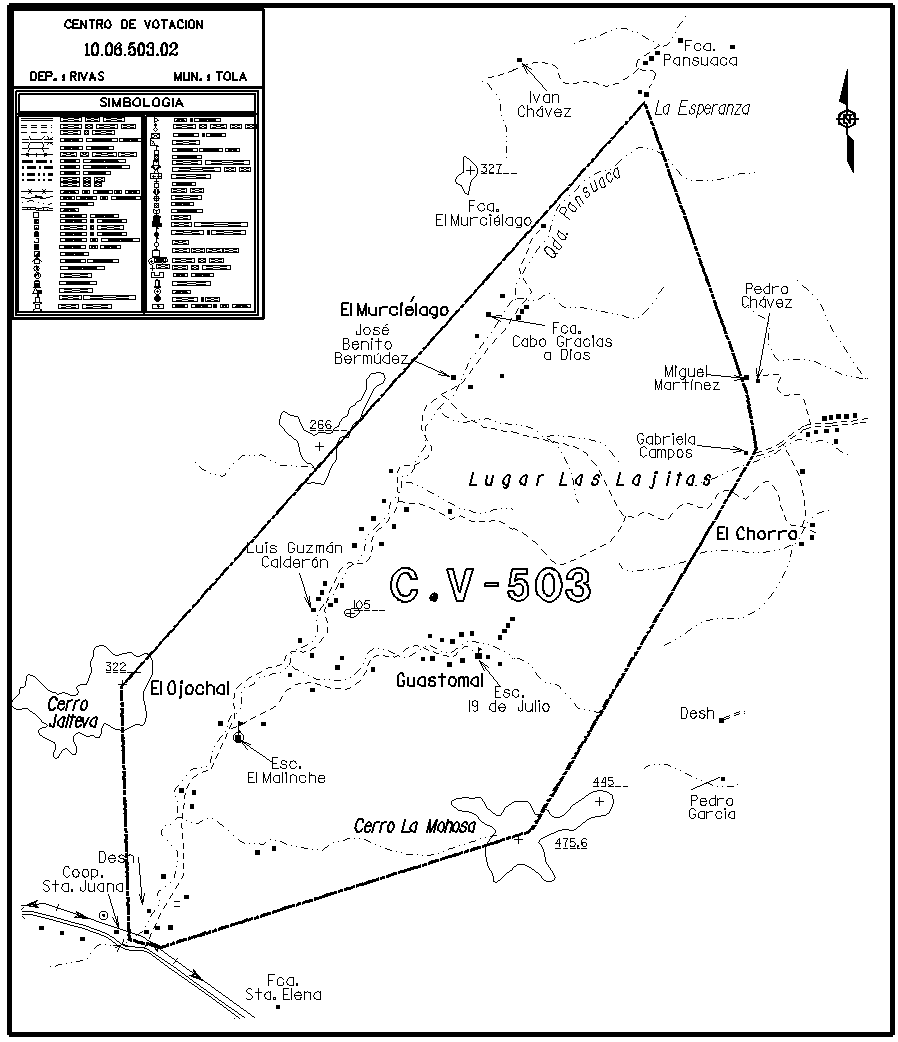 CENTRO DE VOTACION
10.06.503.02
DEP. : RIVAS MUN. : TOLA
SIMBOLOGIA
Fca.
Pansuaca
Ivan
Chávez
La Esperanza
N
327
Fca.
El Murciélago
Qda. Pansuaca
El Murciélago
José
Benito
Bermúdez
Fca.
Cabo Gracias
a Dios
Pedro
Chávez
Miguel
Martínez
266
Gabriela
Campos
Lugar Las Lajitas
El Chorro
Luis Guzmán
Calderón
C.V-503
105
322
El Ojochal
Guastomal
Esc.
19 de Julio
Cerro
Jalteva
Desh
Esc.
El Malinche
445
Pedro
García
Cerro La Mohosa
475.6
Desh
Coop.
Sta. Juana
Fca.
Sta. Elena